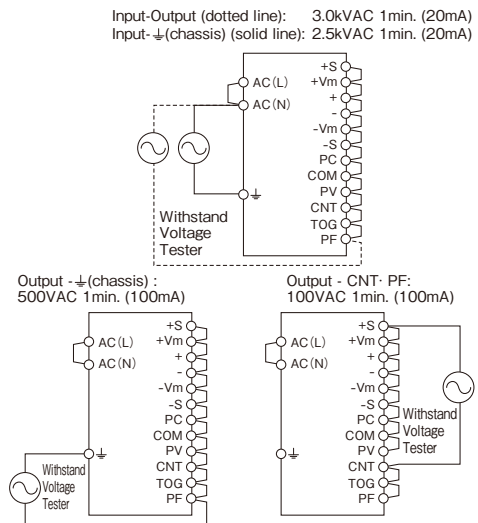 Input-Output (dotted line): 3.0kVAC 1min. (20mA)
Input-⏚(chassis) (solid line): 2.5kVAC 1min. (20mA)
AC(L)
AC(N)
⏚
+S
+Vm
+
-
-Vm
-S
PC
COM
PV
CNT
TOG
PF
Withstand
Voltage
Tester
Output -⏚(chassis) :
500VAC 1min. (100mA)
AC(L)
AC(N)
⏚
+S
+Vm
+
-
-Vm
-S
PC
COM
PV
CNT
TOG
PF
Withstand
Voltage
Tester
Output - CNT· PF:
100VAC 1min. (100mA)
AC(L)
AC(N)
⏚
+S
+Vm
+
-
-Vm
-S
PC
COM
PV
CNT
TOG
PF
Withstand
Voltage
Tester